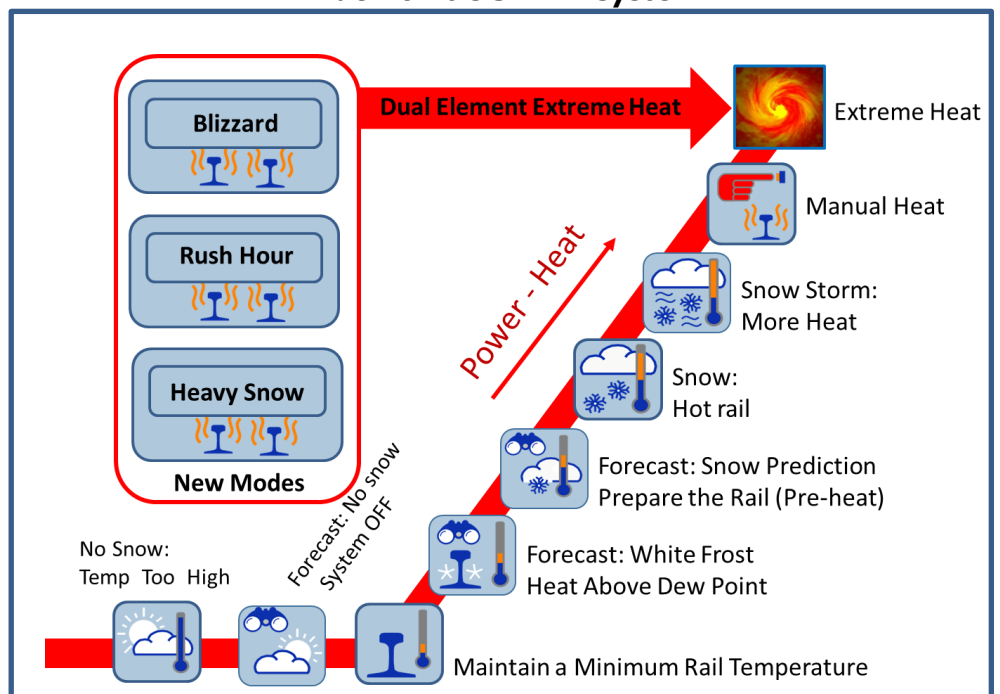 Blizzard
Rush Hour
Heavy Snow
New Modes
Dual Element Extreme Heat
Extreme Heat
Manual Heat
Power - Heat
Snow Storm:
More Heat
Snow:
Hot rail
Forecast: Snow Prediction
Prepare the Rail (Pre-heat)
Forecast: White Frost
Heat Above Dew Point
Forecast: No snow
System OFF
No Snow:
Temp Too High
Maintain a Minimum Rail Temperature